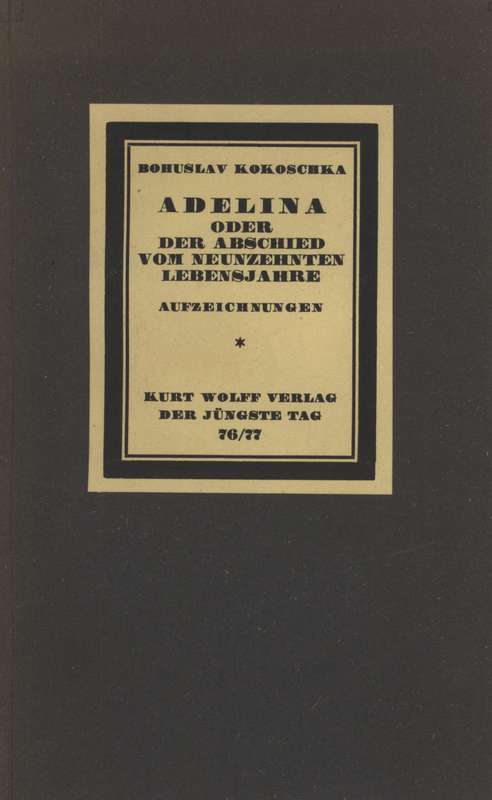 BOHUSLAV KOKOSCHKA
ADELINA
ODER
DER ABSCHIED
VOM NEUNZEHNTEN
LEBENSJAHRE
AUFZEICHNUNGEN
*
KURT WOLFF VERLAG
DER JÜNGSTE TAG
76/77